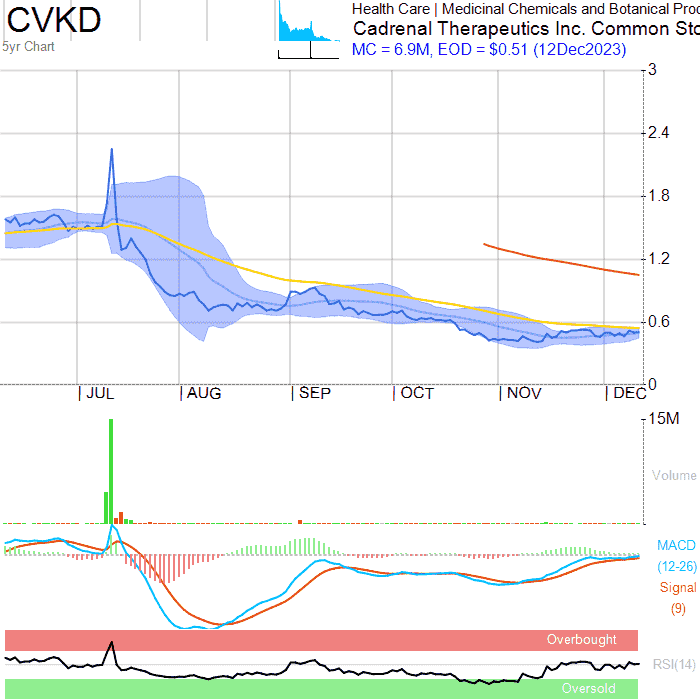 CVKD
5yr Chart
Health Care | Medicinal Chemicals and Botanical Proc
Cadrenal Therapeutics Inc. Common Sto
MC = 6.9M, EOD = $0.51 (12Dec2023)
3
2.4
1.8
1.2
0.6
0
| JUL | AUG | SEP | OCT | NOV | DEC
15M
Volume
MACD
(12-26)
Signal
(9)
Overbought
RSI(14)
Oversold